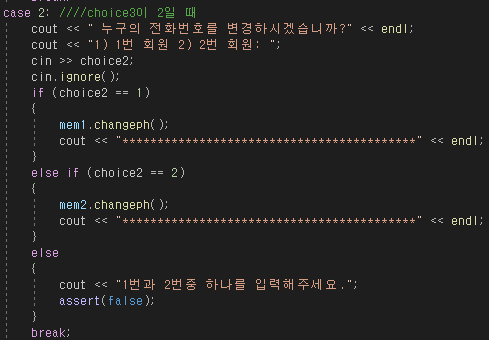 break;
case 2: ////choice3이 2일 때
cout << " 누구의 전화번호를 변경하시겠습니까?" << endl;
cout << "1) 1번 회원 2) 2번 회원: ";
cin >> choice2;
cin.ignore();
if (choice2 == 1)
{
mem1.changeph();
cout << "******************************************" << endl;
}
else if (choice2 == 2)
{
mem2.changeph();
cout << "******************************************" << endl;
}
else
{
cout << "1번과 2번중 하나를 입력해주세요.";
assert(false);
}
break;